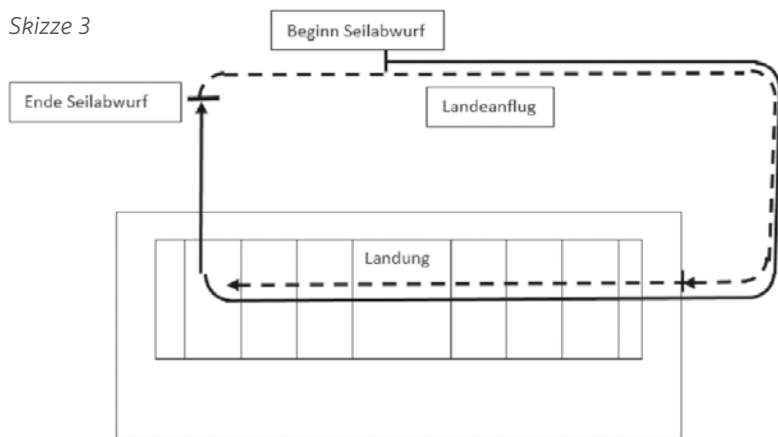 Skizze 3
Beginn Seilabwurf
Ende Seilabwurf
Landeanflug
Landung